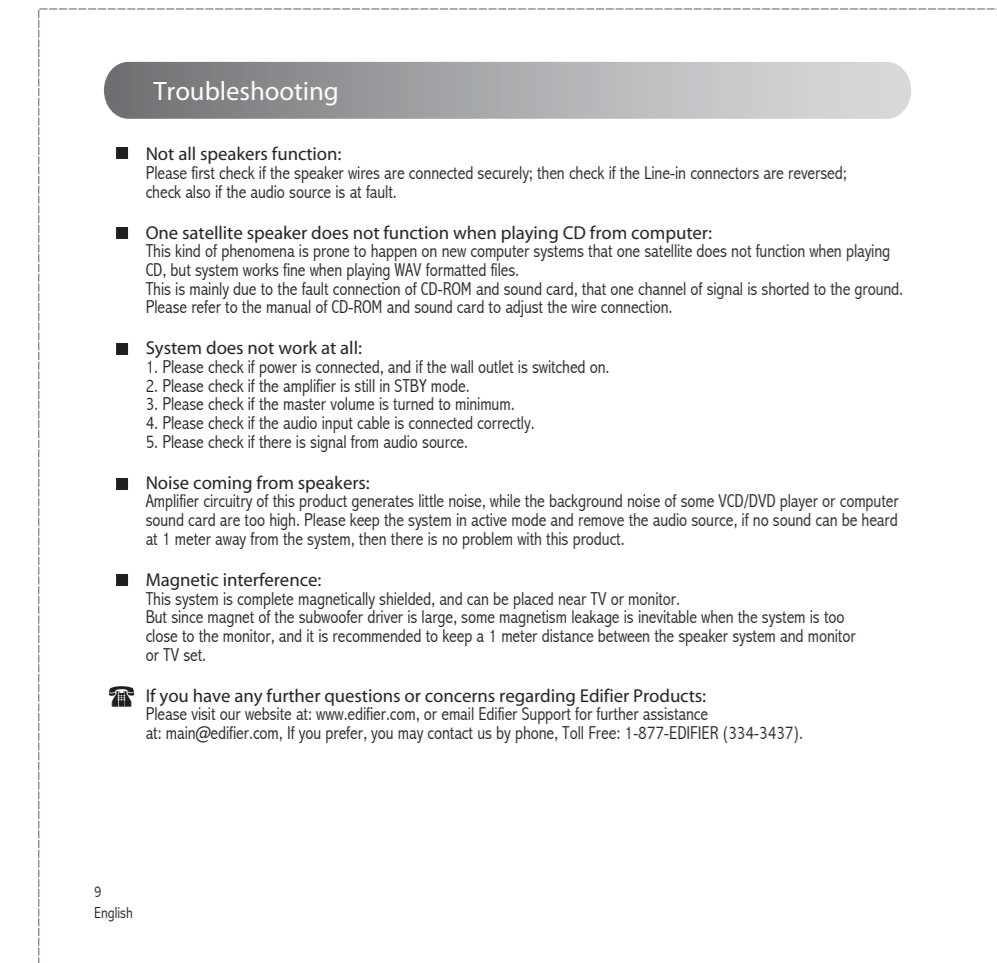 Troubleshooting
Not all speakers function:
Please first check if the speaker wires are connected securely; then check if the Line-in connectors are reversed;
check also if the audio source is at fault.
One satellite speaker does not function when playing CD from computer:
This kind of phenomena is prone to happen on new computer systems that one satellite does not function when playing
CD, but system works fine when playing WAV formatted files.
This is mainly due to the fault connection of CD-ROM and sound card, that one channel of signal is shorted to the ground.
Please refer to the manual of CD-ROM and sound card to adjust the wire connection.
System does not work at all:
1. Please check if power is connected, and if the wall outlet is switched on.
2. Please check if the amplifier is still in STBY mode.
3. Please check if the master volume is turned to minimum.
4. Please check if the audio input cable is connected correctly.
5. Please check if there is signal from audio source.
Noise coming from speakers:
Amplifier circuitry of this product generates little noise, while the background noise of some VCD/DVD player or computer
sound card are too high. Please keep the system in active mode and remove the audio source, if no sound can be heard
at 1 meter away from the system, then there is no problem with this product.
Magnetic interference:
This system is complete magnetically shielded, and can be placed near TV or monitor.
But since magnet of the subwoofer driver is large, some magnetism leakage is inevitable when the system is too
close to the monitor, and it is recommended to keep a 1 meter distance between the speaker system and monitor
or TV set.
If you have any further questions or concerns regarding Edifier Products:
Please visit our website at: www.edifier.com, or email Edifier Support for further assistance
at: main@edifier.com, If you prefer, you may contact us by phone, Toll Free: 1-877-EDIFIER (334-3437).
9
English